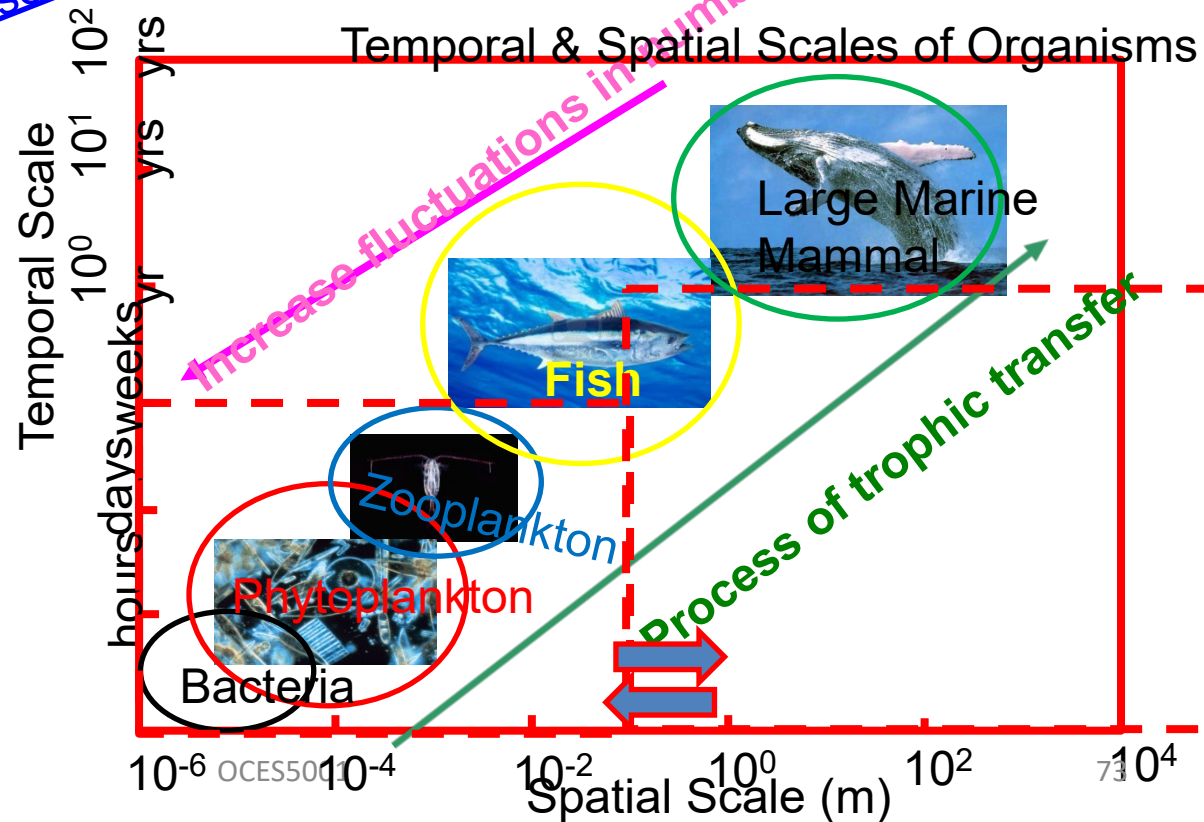 Temporal & Spatial Scales of Organisms
Increase fluctuations in
Large Marine
Mammal
Fish
Zooplankton
Phytoplankton
Bacteria
Process of trophic transfer
Temporal Scale
10² yrs
10¹ yrs
10⁰ yr
weeks
days
hours
10⁻⁶
10⁻⁴
10⁻²
10⁰
10²
10⁴
OCES5001
73
Spatial Scale (m)